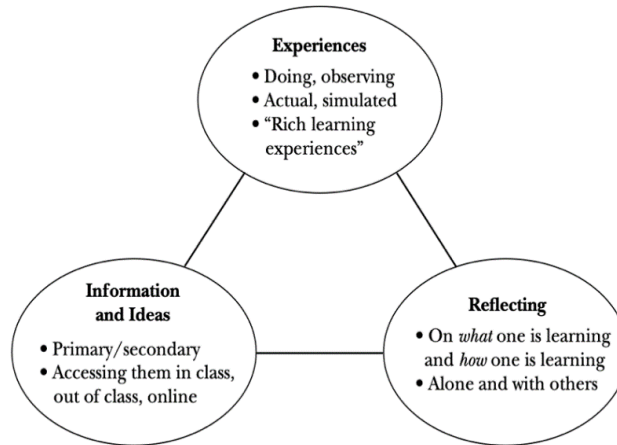 Experiences
• Doing, observing
• Actual, simulated
• “Rich learning
experiences”
Information
and Ideas
• Primary/secondary
• Accessing them in class,
out of class, online
Reflecting
• On what one is learning
and how one is learning
• Alone and with others